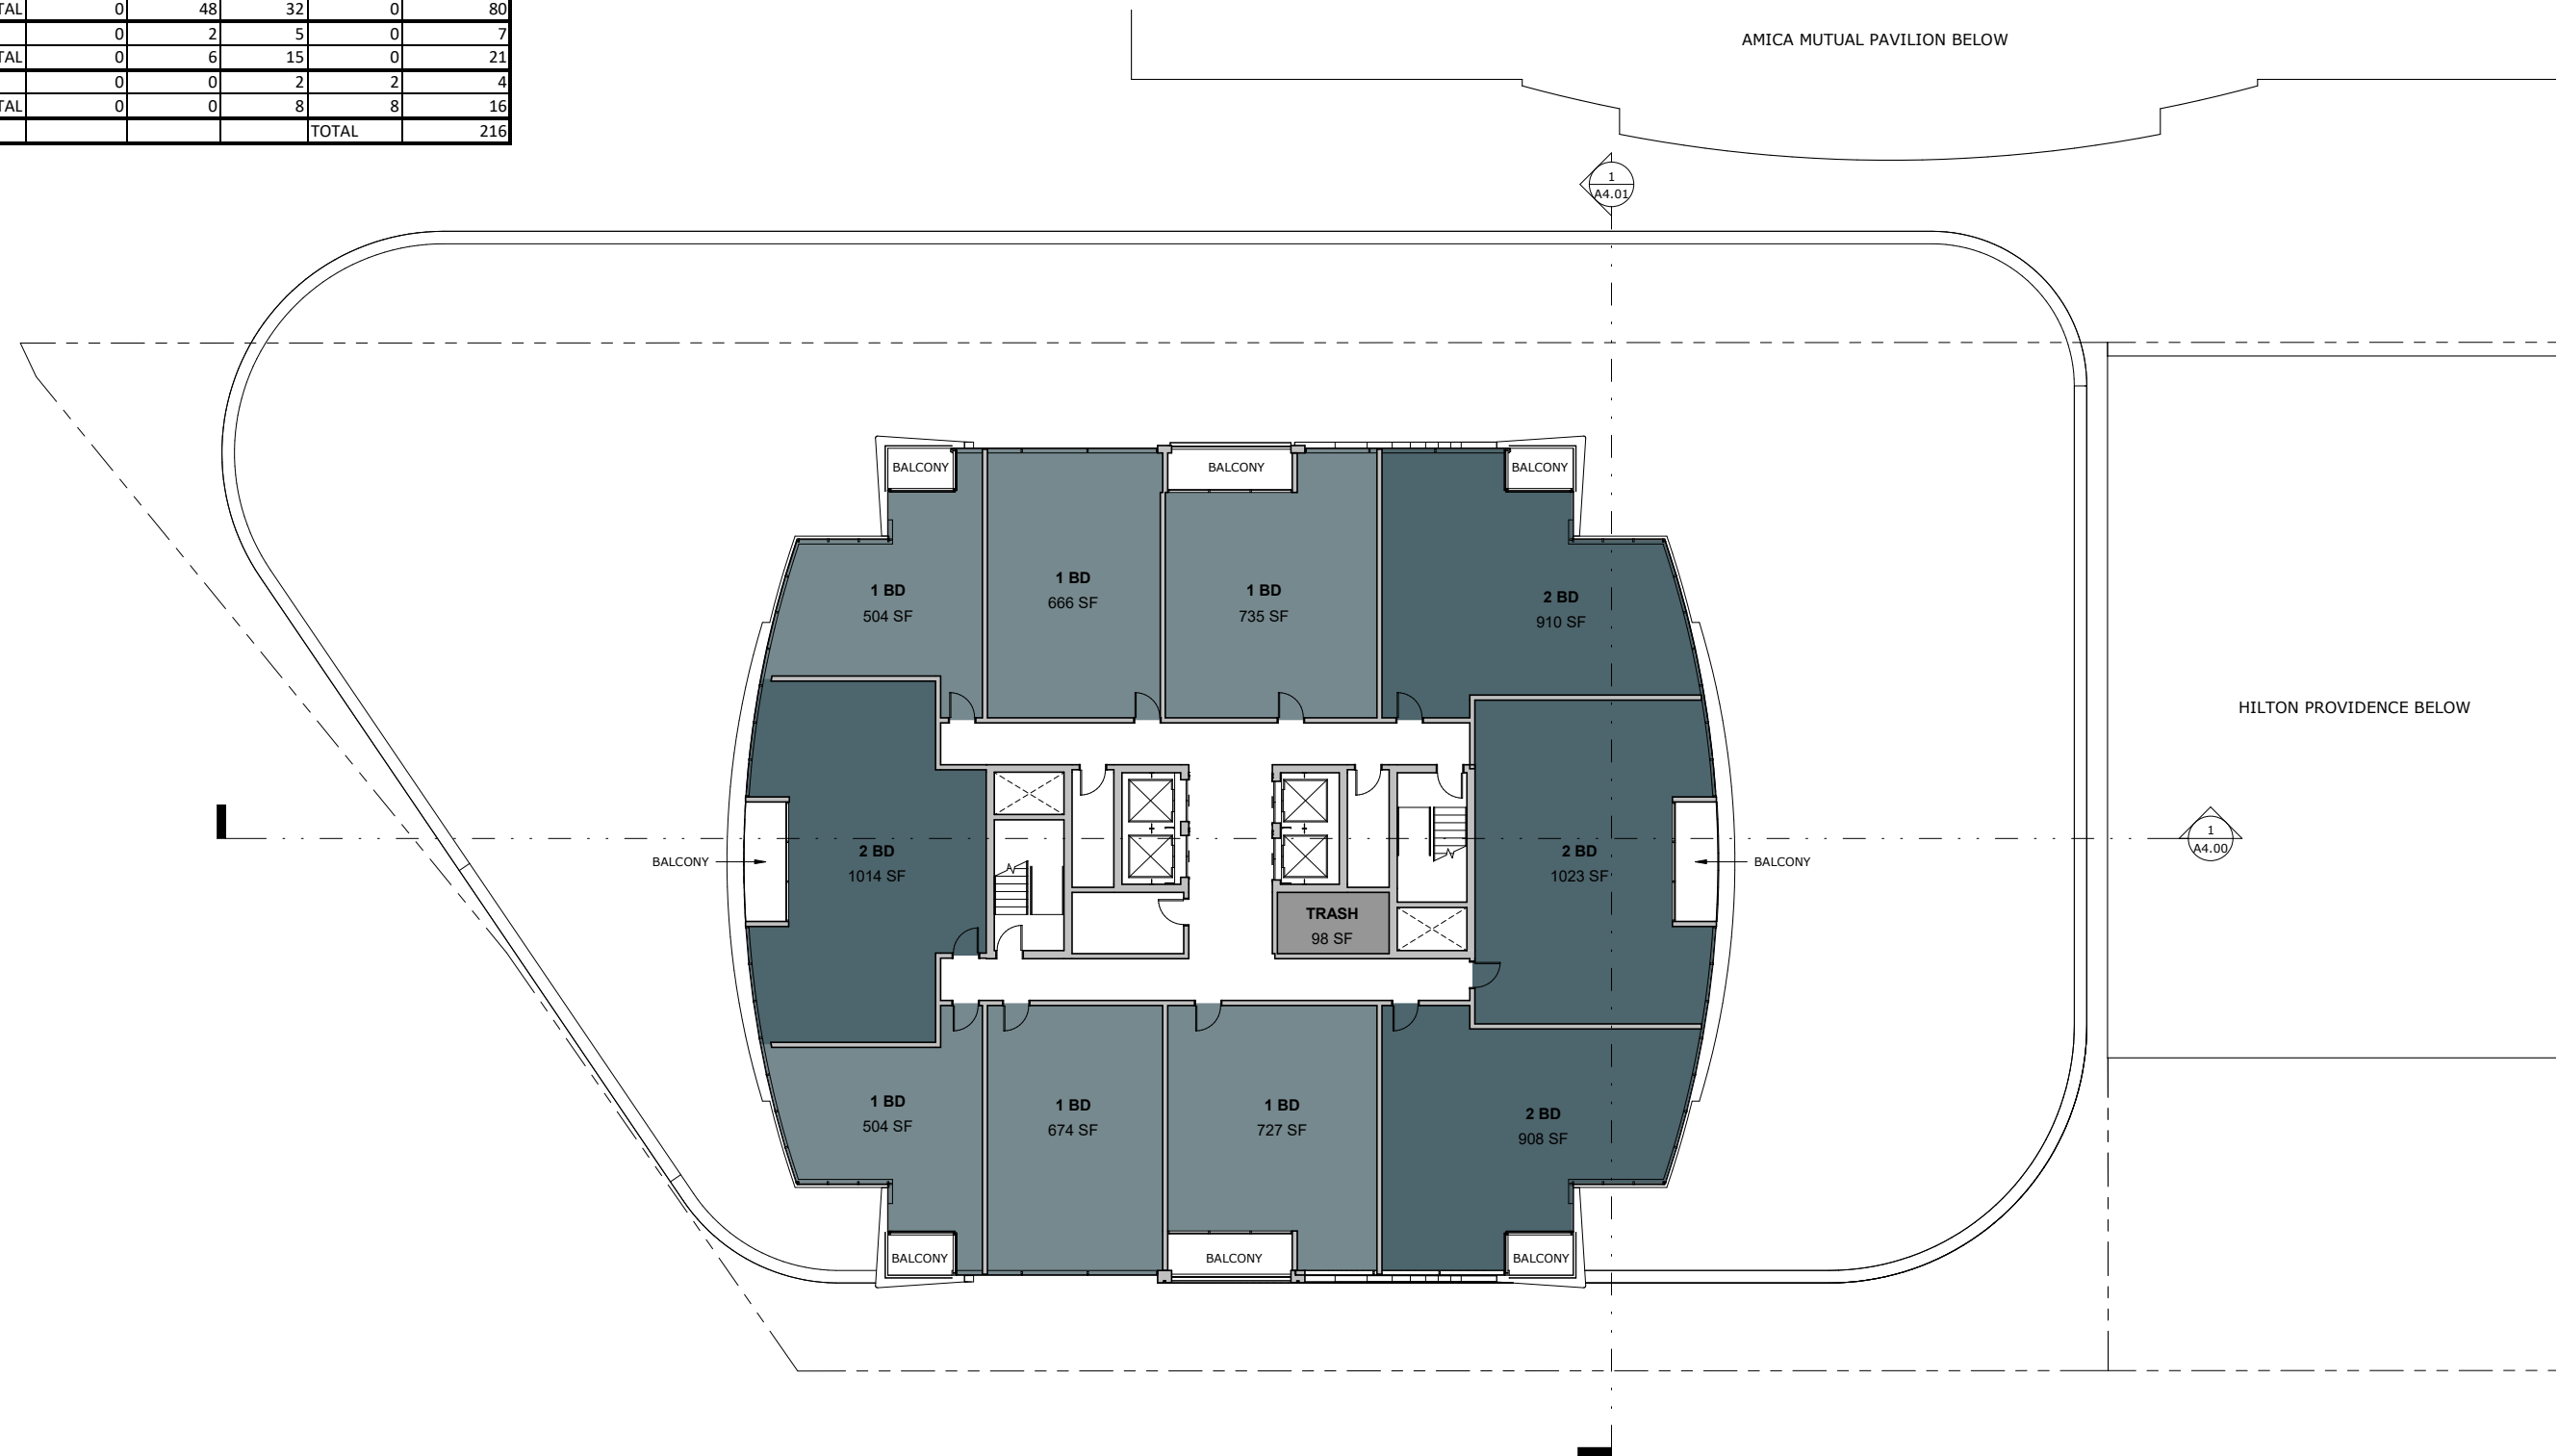 TAL 0 48 32 0 80
0 2 5 0 7
TAL 0 6 15 0 21
0 0 2 2 4
TAL 0 0 8 8 16
TOTAL 216
AMICA MUTUAL PAVILION BELOW
1
A4.01
BALCONY
BALCONY
BALCONY
1 BD
504 SF
1 BD
666 SF
1 BD
735 SF
2 BD
910 SF
HILTON PROVIDENCE BELOW
1
A4.00
BALCONY
2 BD
1014 SF
2 BD
1023 SF
BALCONY
TRASH
98 SF
1 BD
504 SF
1 BD
674 SF
1 BD
727 SF
2 BD
908 SF
BALCONY
BALCONY
BALCONY